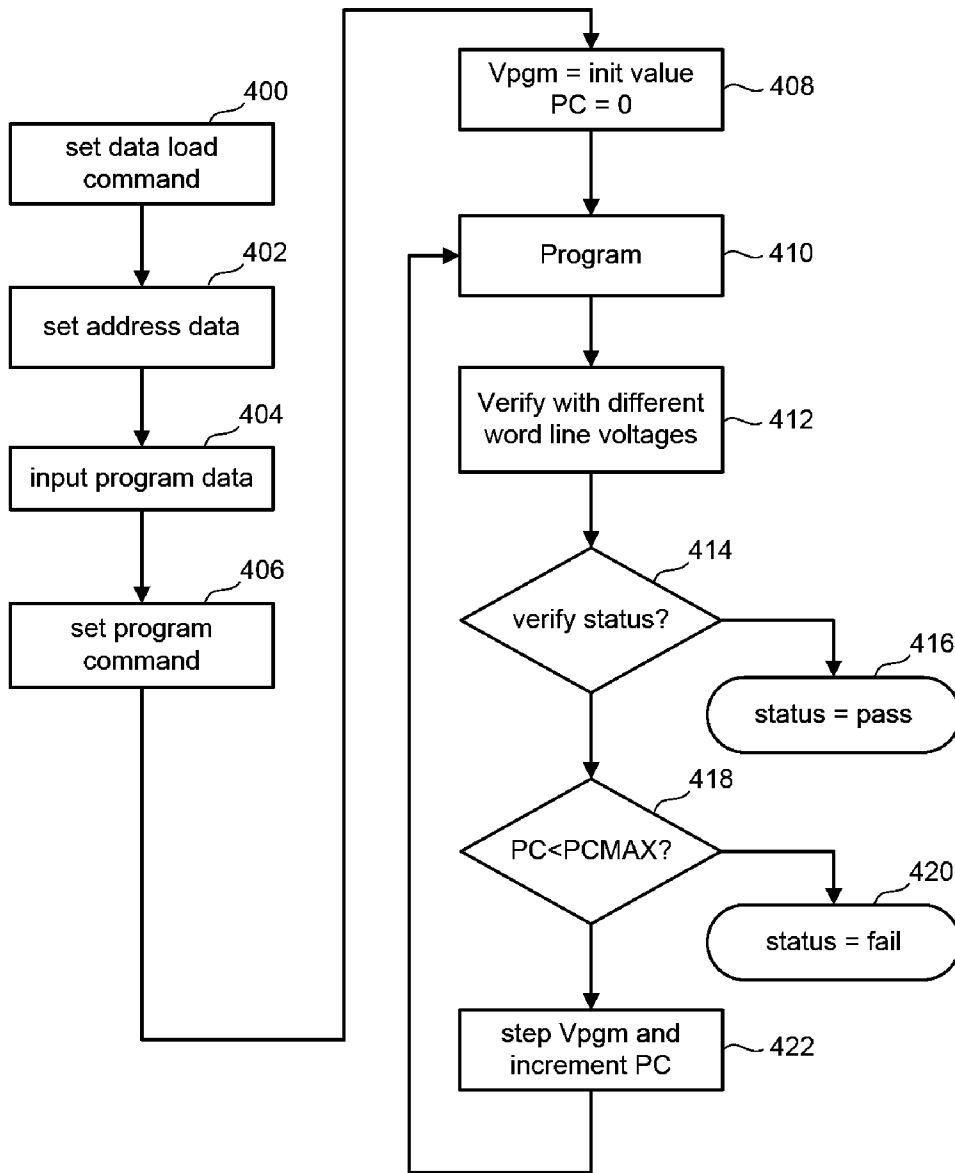 400
set data load
command
402
set address data
404
input program data
406
set program
command
Vpgm = init value
PC = 0
408
Program
410
Verify with different
word line voltages
412
414
verify status?
416
status = pass
418
PC<PCMAX?
420
status = fail
step Vpgm and
increment PC
422